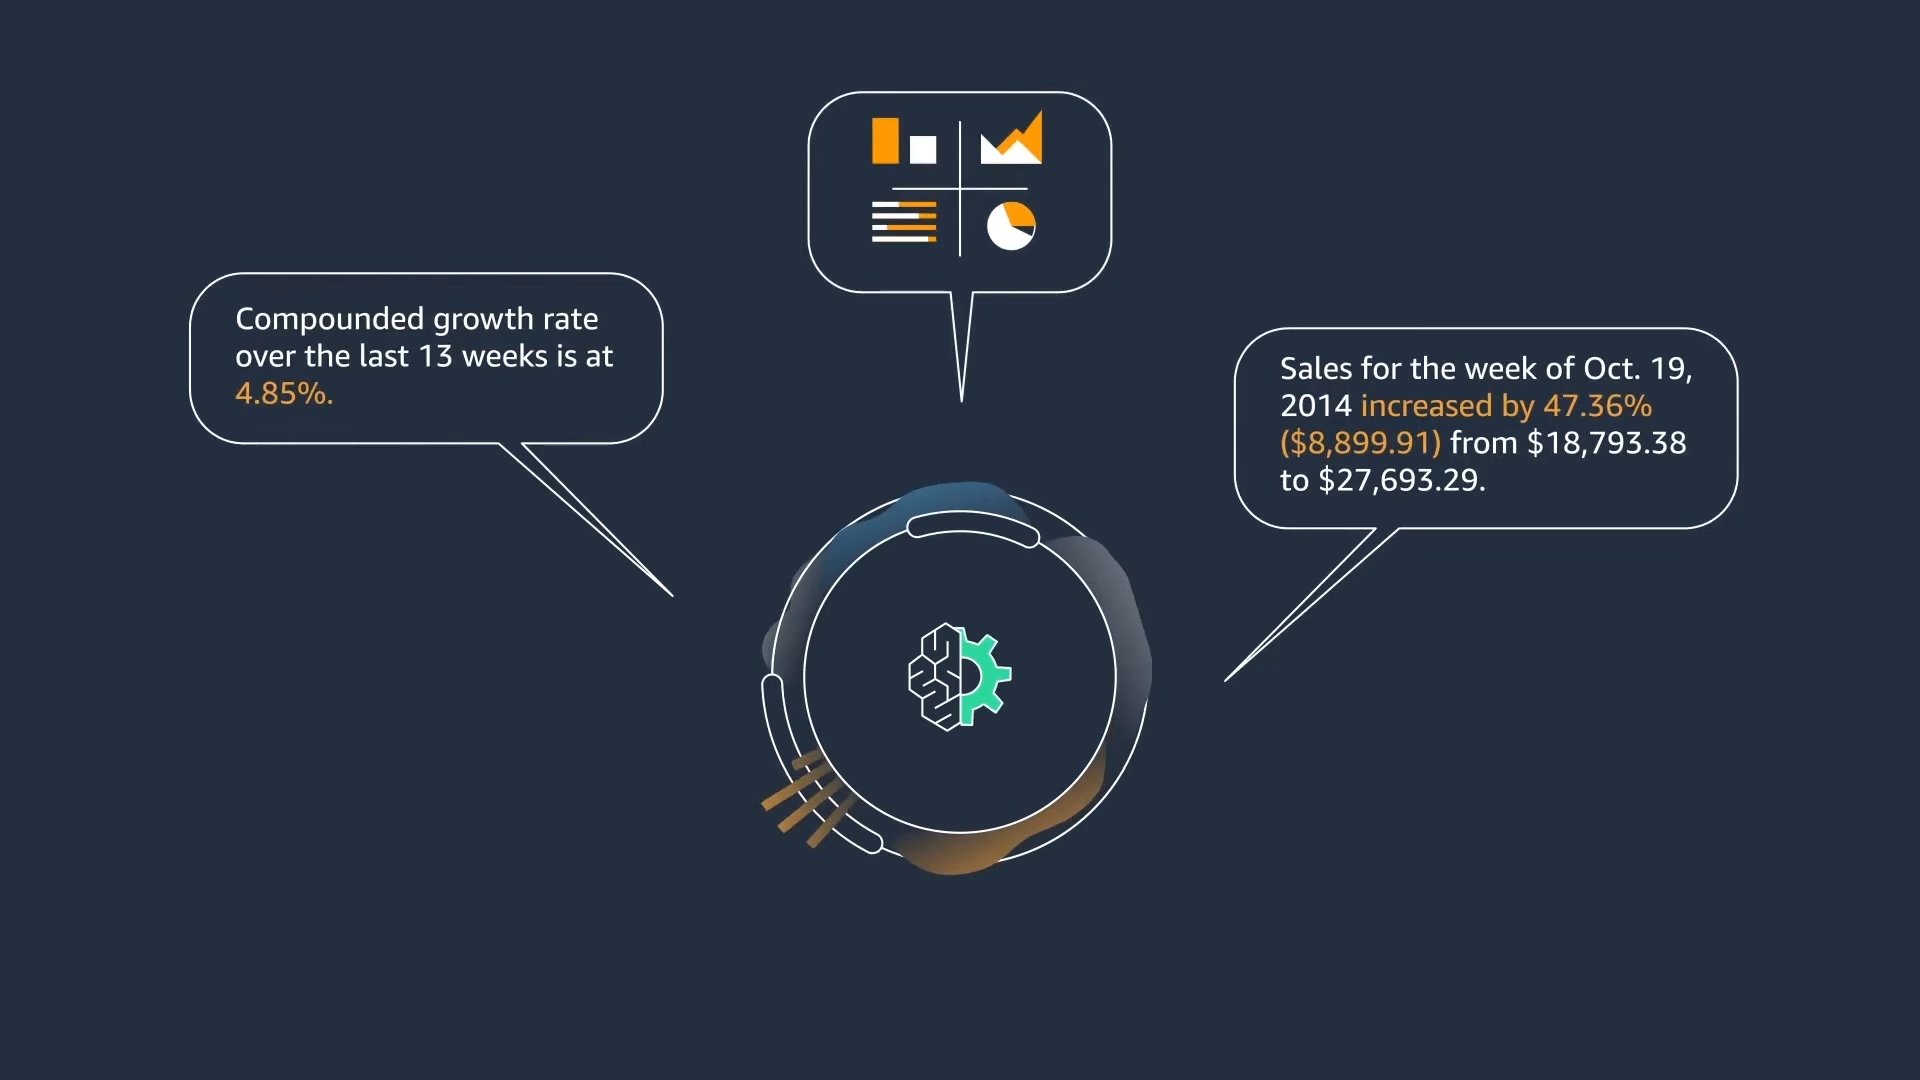 Compounded growth rate
over the last 13 weeks is at
4.85%.
Sales for the week of Oct. 19,
2014 increased by 47.36%
($8,899.91) from $18,793.38
to $27,693.29.